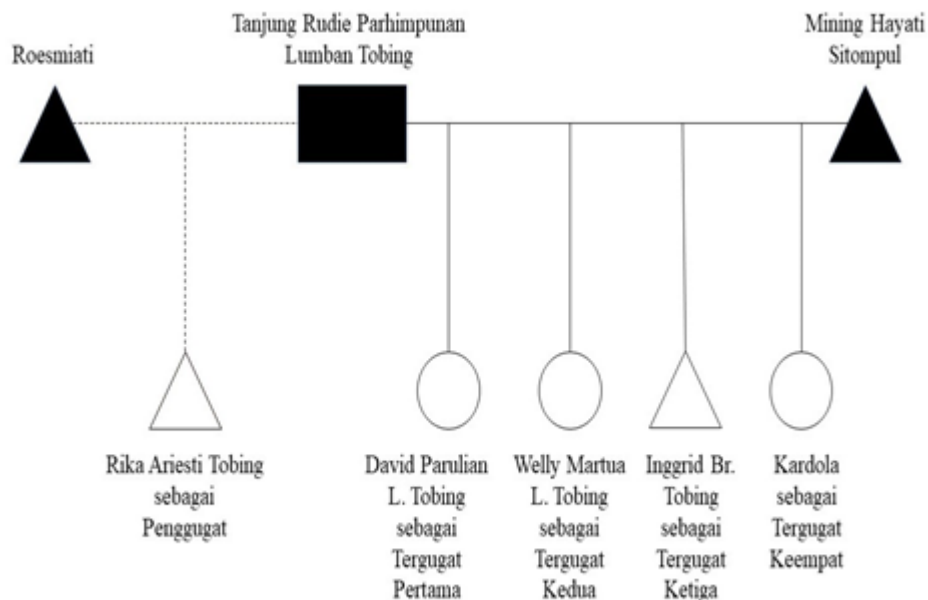 Roesmiati
Tanjung Rudie Parhimpunan
Lumban Tobing
Mining Hayati
Sitompul
Rika Ariesti Tobing
sebagai
Penggugat
David Parulian
L. Tobing
sebagai
Tergugat
Pertama
Welly Martua
L. Tobing
sebagai
Tergugat
Kedua
Inggrid Br.
Tobing
sebagai
Tergugat
Ketiga
Kardola
sebagai
Tergugat
Keempat